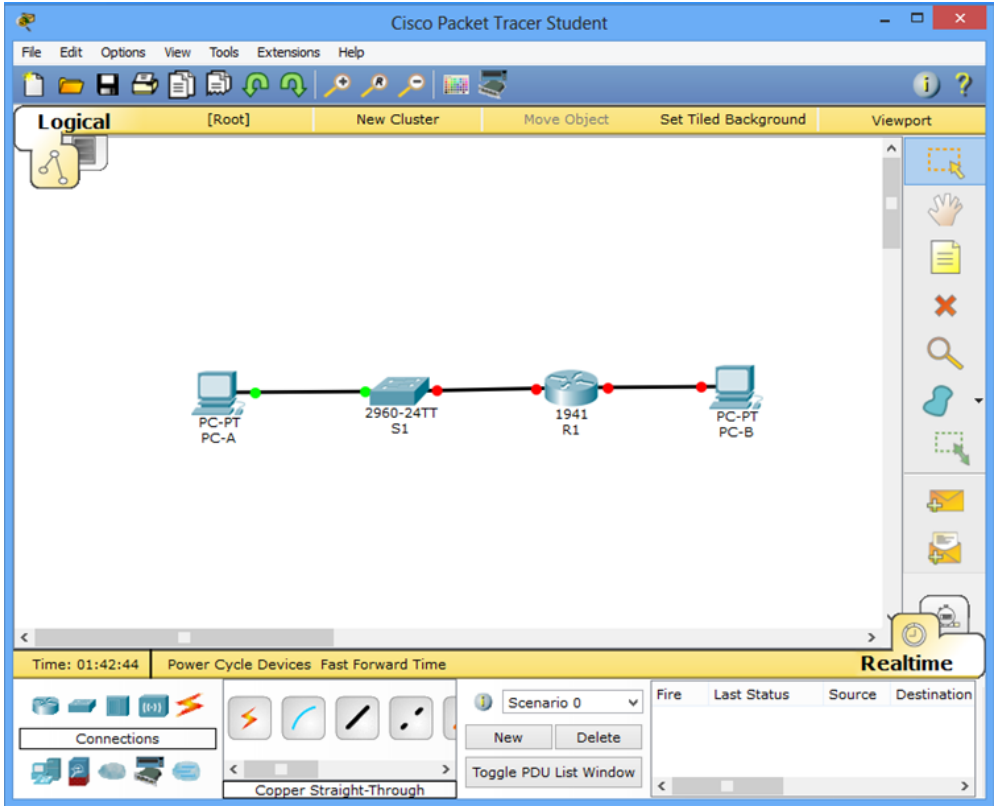 Cisco Packet Tracer Student
File Edit Options View Tools Extensions Help
Logical [Root] New Cluster Move Object Set Tiled Background Viewport
PC-PT
PC-A
2960-24TT
S1
1941
R1
PC-PT
PC-B
Time: 01:42:44 Power Cycle Devices Fast Forward Time Realtime
Scenario 0
Fire Last Status Source Destination
Connections
New Delete
Toggle PDU List Window
Copper Straight-Through